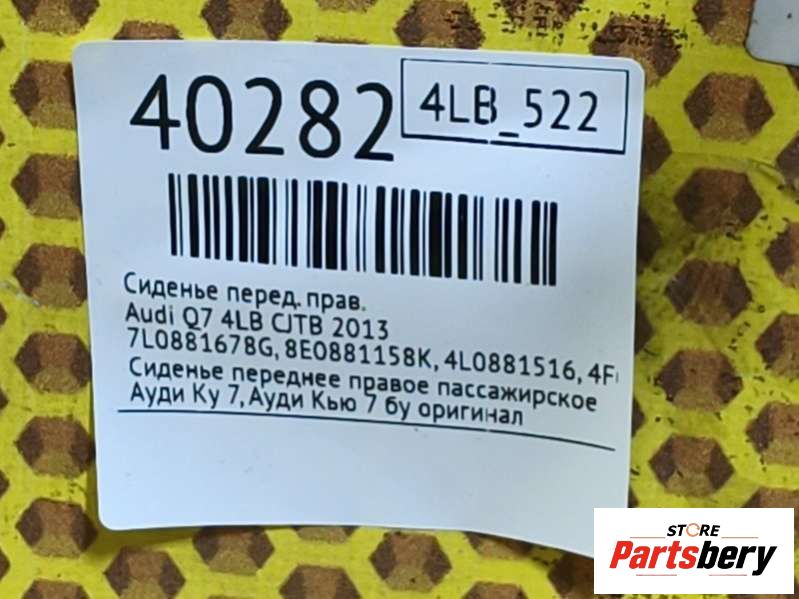 40282
4LB_522
Сиденье перед. прав.
Audi Q7 4LB CJTB 2013
7L0881678G, 8E0881158K, 4L0881516, 4F
Сиденье переднее правое пассажирское
Ауди Ку 7, Ауди Кью 7 бу оригинал
STORE
Partsbery